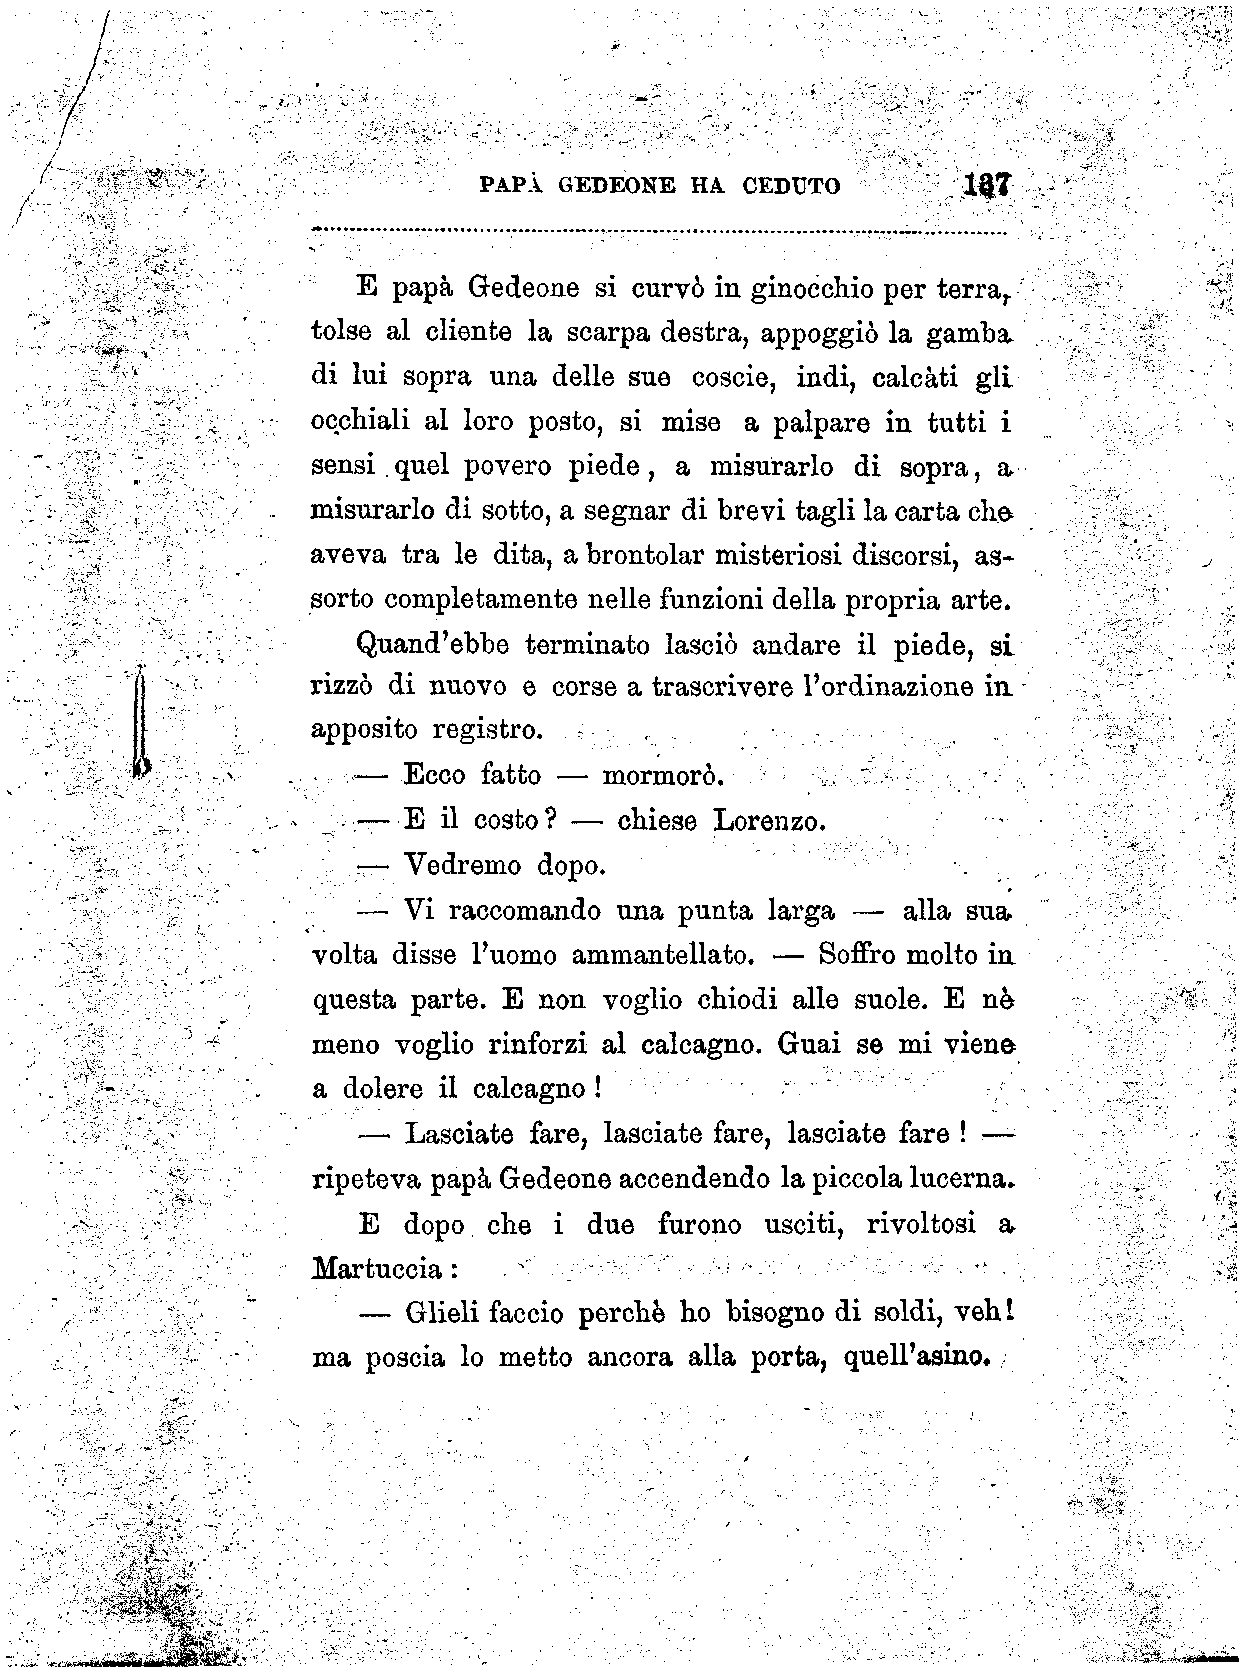 PAPÀ GEDEONE HA CEDUTO 187
E papà Gedeone si curvò in ginocchio per terra,
tolse al cliente la scarpa destra, appoggiò la gamba
di lui sopra una delle sue coscie, indi, calcàti gli
occhiali al loro posto, si mise a palpare in tutti i
sensi quel povero piede, a misurarlo di sopra, a
misurarlo di sotto, a segnar di brevi tagli la carta che
aveva tra le dita, a brontolar misteriosi discorsi, as-
sorto completamente nelle funzioni della propria arte.
Quand'ebbe terminato lasciò andare il piede, si
rizzò di nuovo e corse a trascrivere l'ordinazione in
apposito registro.
— Ecco fatto — mormorò.
— E il costo? — chiese Lorenzo.
— Vedremo dopo.
— Vi raccomando una punta larga — alla sua
volta disse l'uomo ammantellato. — Soffro molto in
questa parte. E non voglio chiodi alle suole. E nè
meno voglio rinforzi al calcagno. Guai se mi viene
a dolere il calcagno!
— Lasciate fare, lasciate fare, lasciate fare! —
ripeteva papà Gedeone accendendo la piccola lucerna.
E dopo che i due furono usciti, rivoltosi a
Martuccia:
— Glieli faccio perchè ho bisogno di soldi, veh!
ma poscia lo metto ancora alla porta, quell'asino.